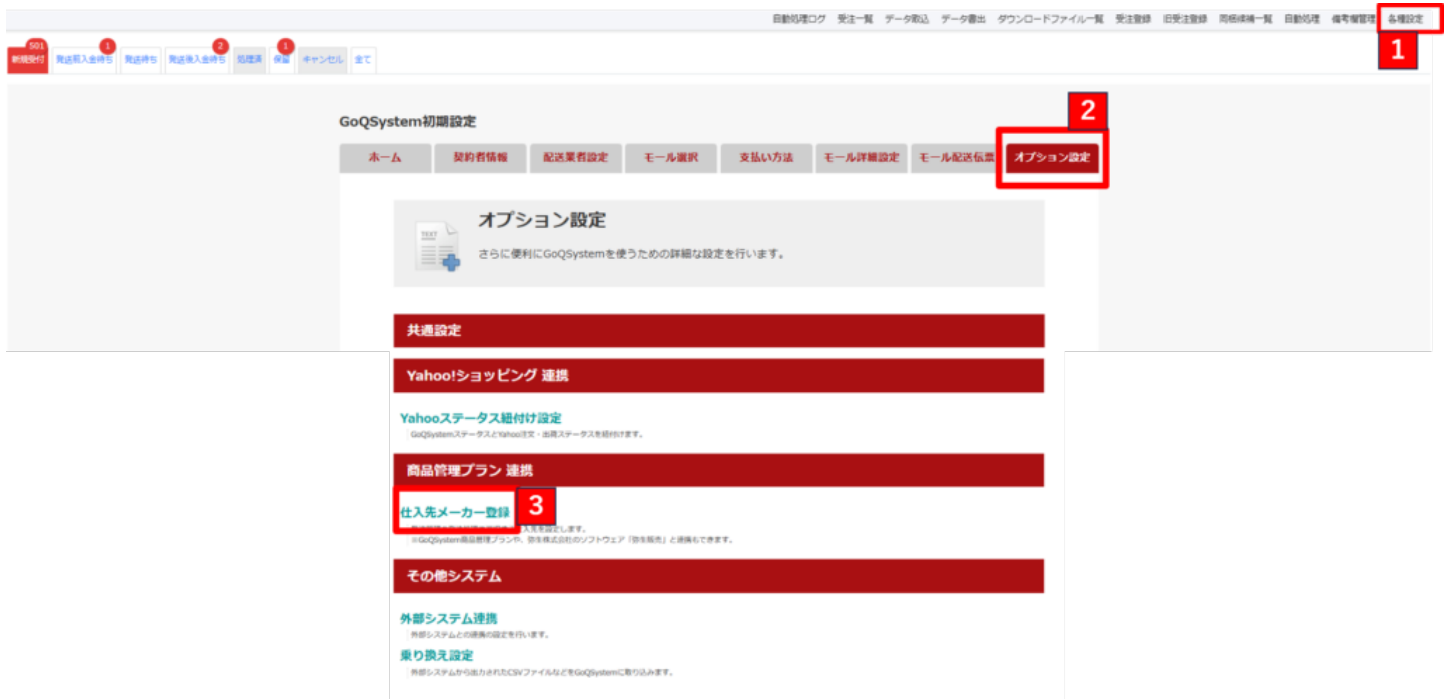 自動処理ログ 受注一覧 データ取込 データ書出 ダウンロードファイル一覧 受注登録 旧受注登録 同梱候補一覧 自動処理 備考欄管理 各種設定
1
501 1 2 1
新規受付 発送前入金待ち 発送待ち 発送後入金待ち 処理済 保留 キャンセル 全て
2
GoQSystem初期設定
ホーム 契約者情報 配送業者設定 モール選択 支払い方法 モール詳細設定 モール配送伝票 オプション設定
オプション設定
TEXT
さらに便利にGoQSystemを使うための詳細な設定を行います。
共通設定
Yahoo!ショッピング 連携
Yahooステータス紐付け設定
GoQSystemステータスとYahoo注文・出荷ステータスを紐付けます。
商品管理プラン 連携
仕入先メーカー登録 3
入先を設定します。
※GoQSystem商品管理プランや、弥生株式会社のソフトウェア「弥生販売」と連携もできます。
その他システム
外部システム連携
外部システムとの連携の設定を行います。
乗り換え設定
外部システムから出力されたCSVファイルなどをGoQSystemに取り込みます。